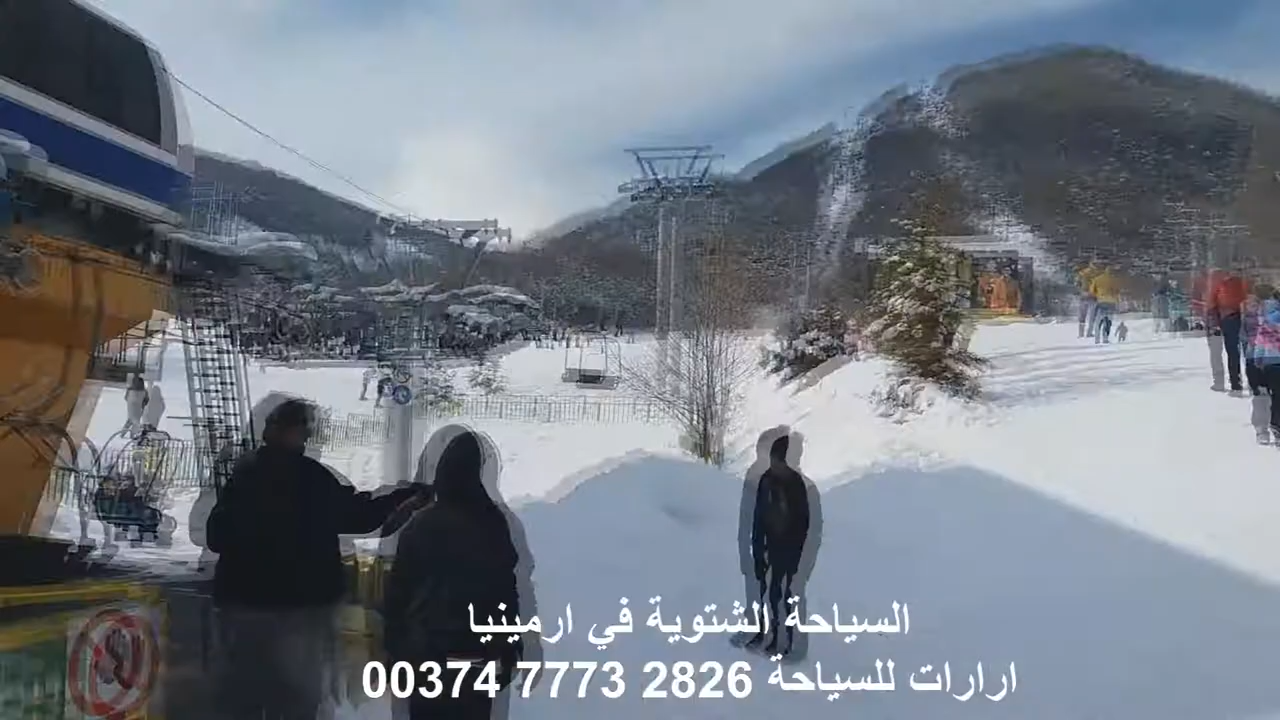 السياحة الشتوية في ارمينيا
ارارات للسياحة 2826 7773 00374